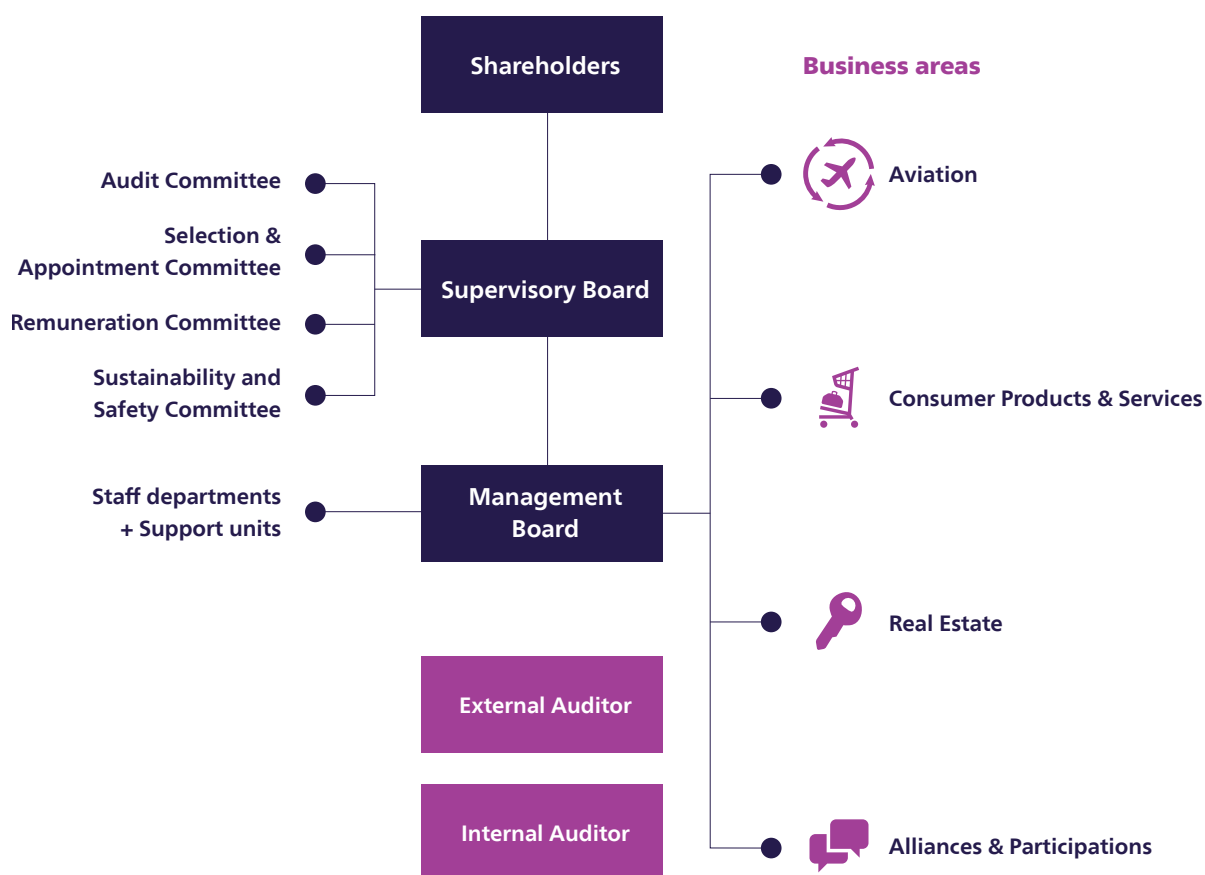 Shareholders
Business areas
Audit Committee
Selection &
Appointment Committee
Remuneration Committee
Sustainability and
Safety Committee
Supervisory Board
Staff departments
+ Support units
Management
Board
External Auditor
Internal Auditor
Aviation
Consumer Products & Services
Real Estate
Alliances & Participations